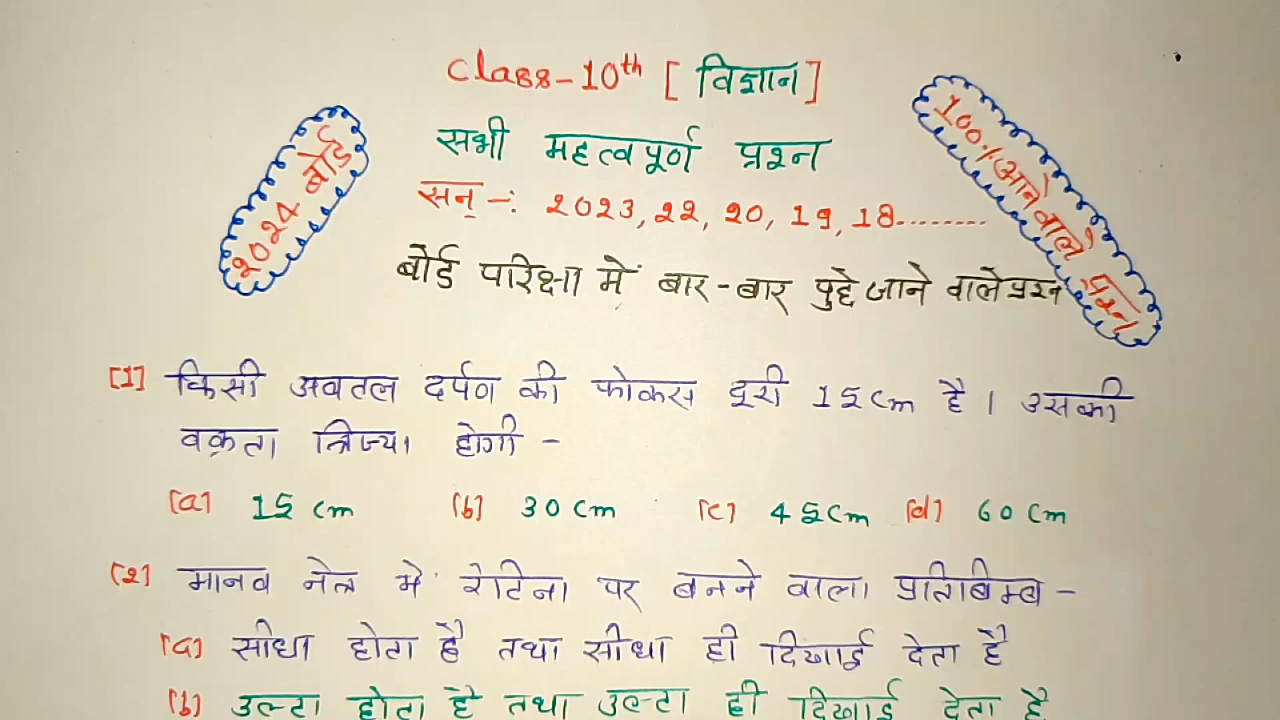 Class-10th [विज्ञान]
2024 बोर्ड
100% आने वाले प्रश्न
सभी महत्वपूर्ण प्रश्न
सन् -: 2023, 22, 20, 19, 18........
बोर्ड परिक्षा में बार-बार पुछे जाने वाले प्रश्न
[1] किसी अवतल दर्पण की फोकस दूरी 15cm है। उसकी
वक्रता त्रिज्या होगी -
[a] 15 cm [b] 30 cm [c] 45 cm [d] 60 cm
[2] मानव नेत्र में रेटिना पर बनने वाला प्रतिबिम्ब -
[a] सीधा होता है तथा सीधा ही दिखाई देता है
[b] उल्टा होता है तथा उल्टा ही दिखाई देता है